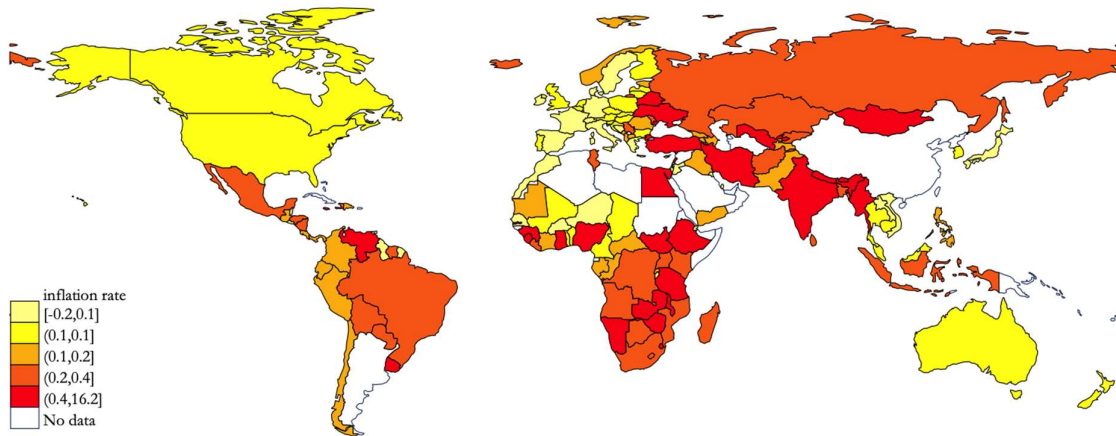 inflation rate
[-0.2,0.1]
(0.1,0.1]
(0.1,0.2]
(0.2,0.4]
(0.4,16.2]
No data